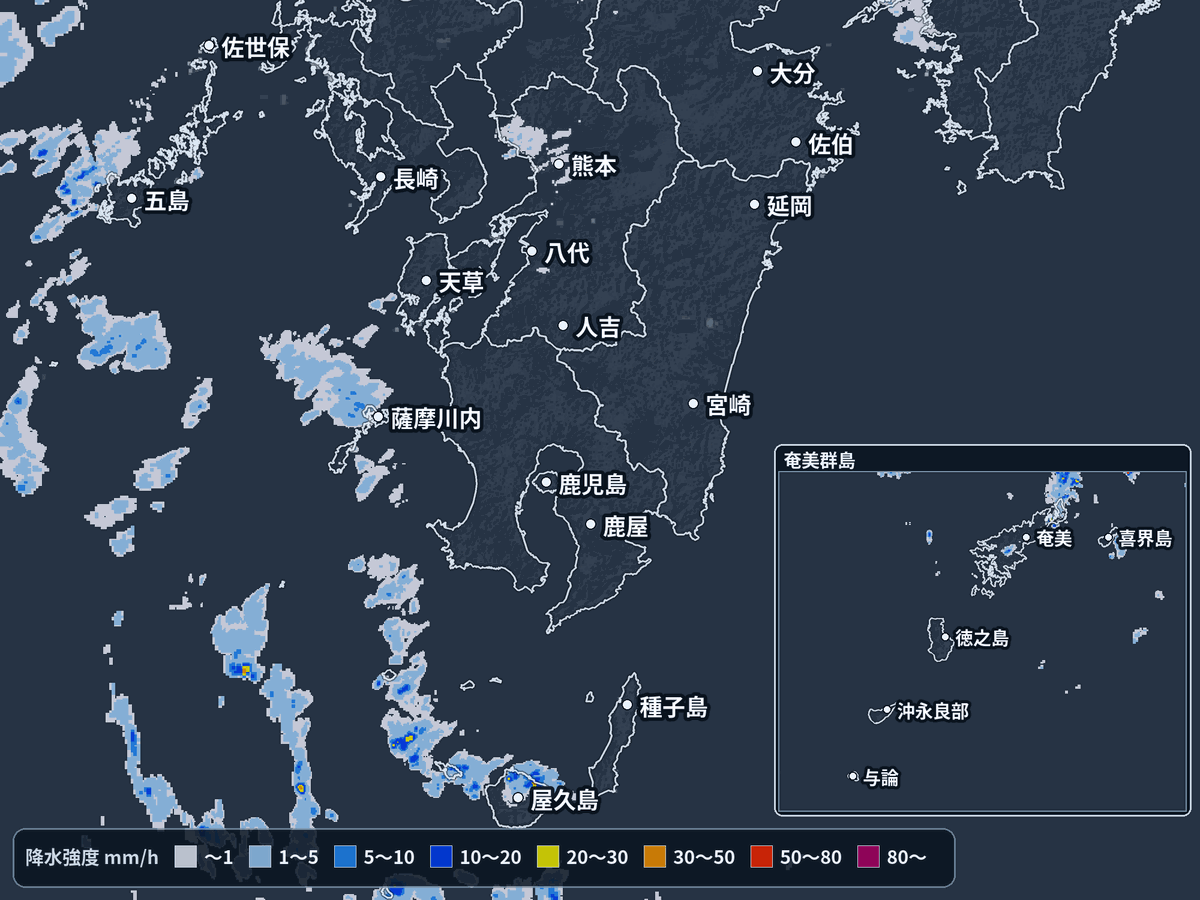 佐世保
大分
佐伯
熊本
長崎
五島
延岡
八代
天草
人吉
宮崎
薩摩川内
鹿児島
鹿屋
種子島
屋久島
奄美群島
奄美
喜界島
徳之島
沖永良部
与論
降水強度 mm/h ～1 1～5 5～10 10～20 20～30 30～50 50～80 80～